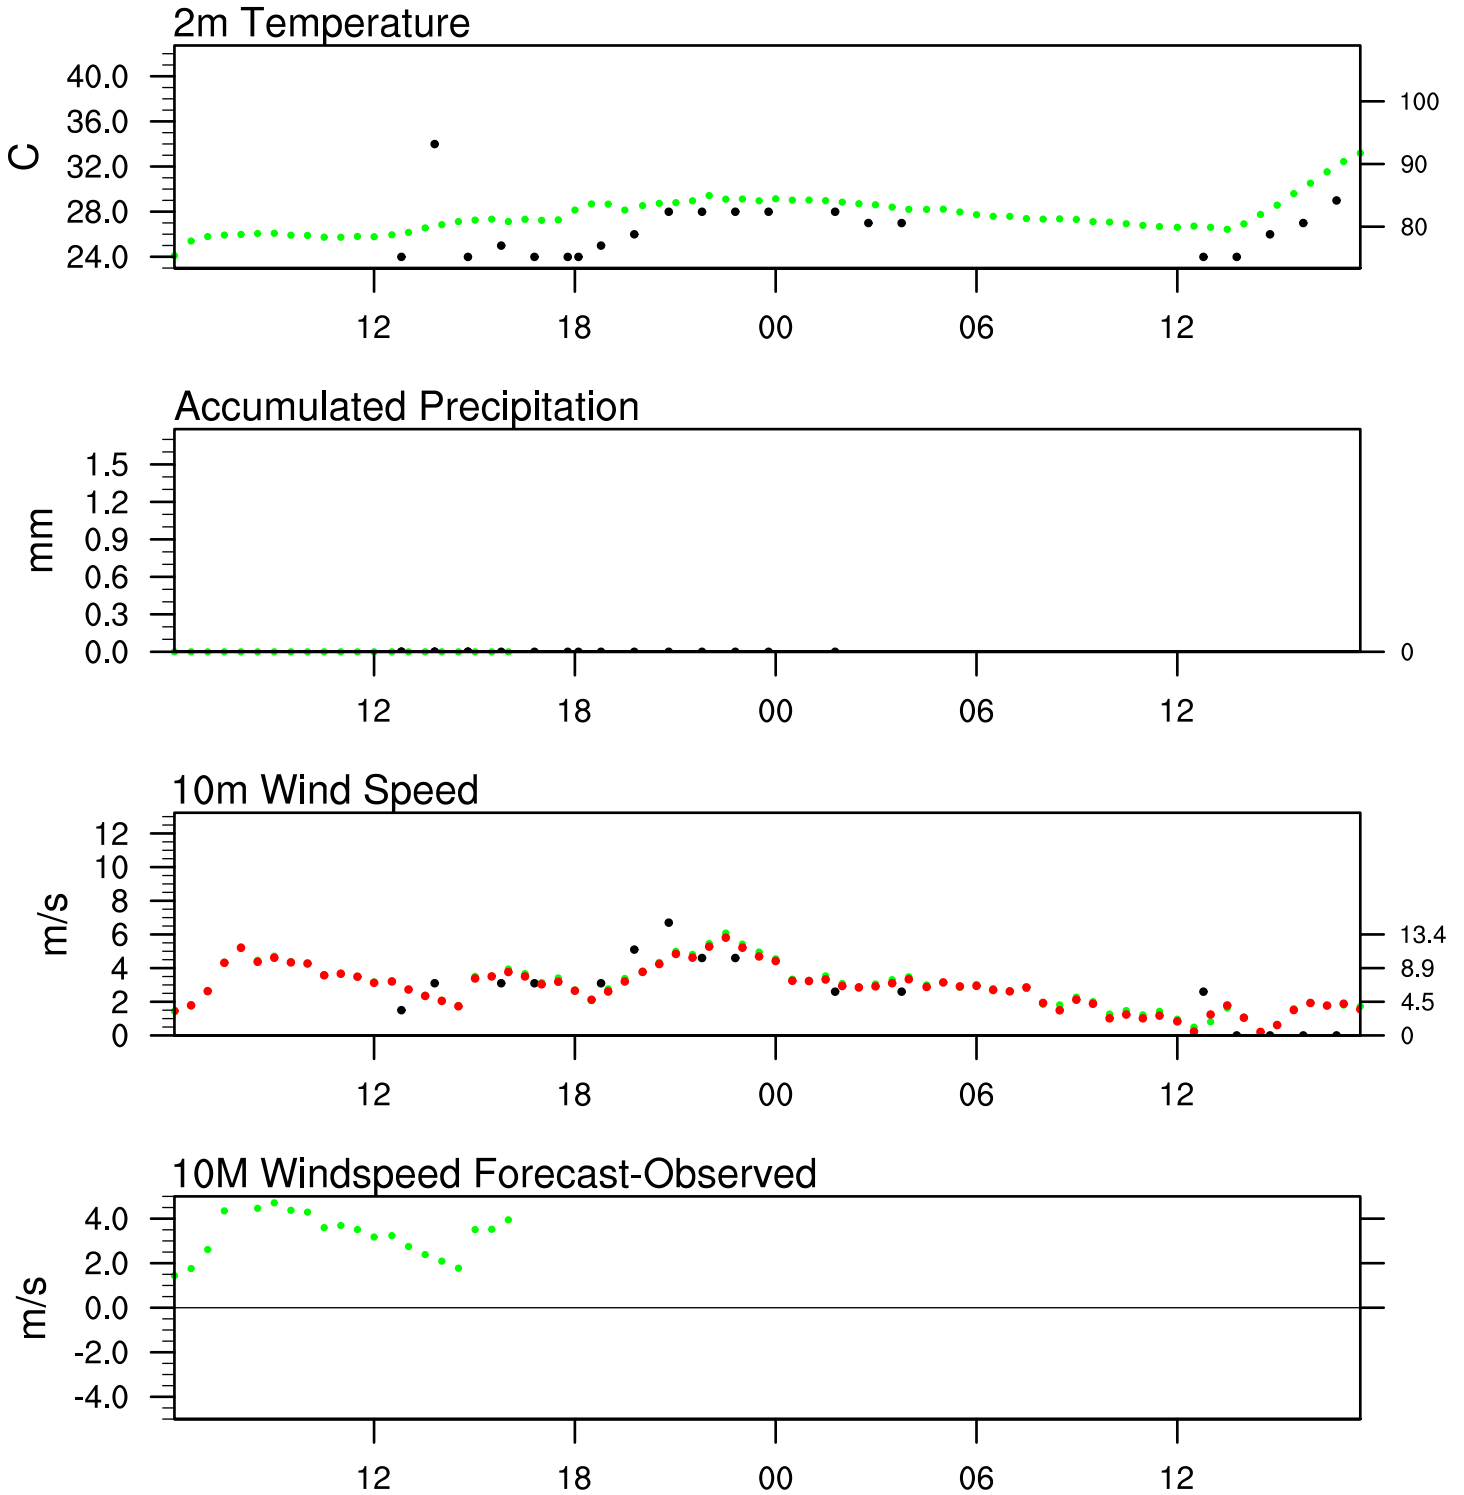 2m Temperature
C
40.0
36.0
32.0
28.0
24.0
100
90
80
12 18 00 06 12
Accumulated Precipitation
mm
1.5
1.2
0.9
0.6
0.3
0.0
0
12 18 00 06 12
10m Wind Speed
m/s
12
10
8
6
4
2
0
13.4
8.9
4.5
0
12 18 00 06 12
10M Windspeed Forecast-Observed
m/s
4.0
2.0
0.0
-2.0
-4.0
12 18 00 06 12